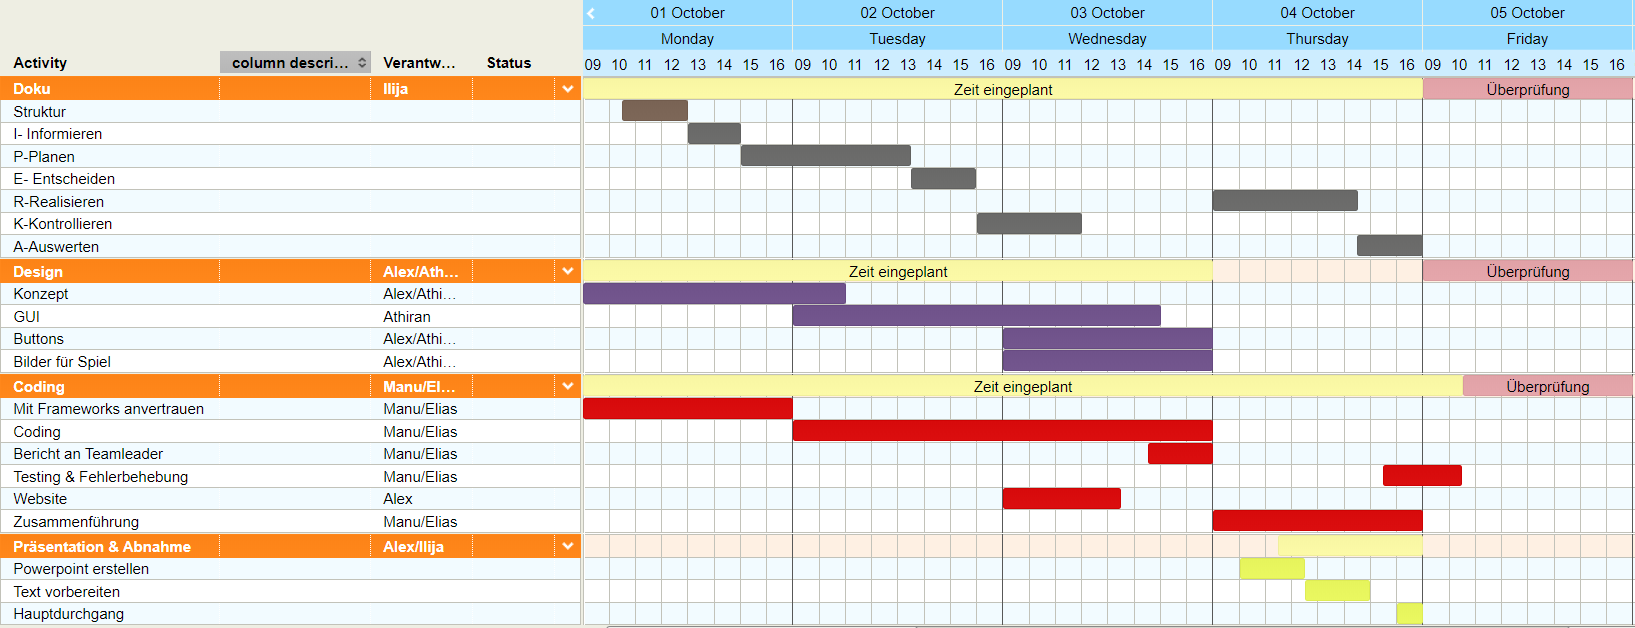 01 October 02 October 03 October 04 October 05 October
Monday Tuesday Wednesday Thursday Friday
Activity column descri... Verantw... Status 09 10 11 12 13 14 15 16 09 10 11 12 13 14 15 16 09 10 11 12 13 14 15 16 09 10 11 12 13 14 15 16 09 10 11 12 13 14 15 16
Doku Ilija Zeit eingeplant Überprüfung
Struktur
I- Informieren
P-Planen
E- Entscheiden
R-Realisieren
K-Kontrollieren
A-Auswerten
Design Alex/Ath... Zeit eingeplant Überprüfung
Konzept Alex/Athi...
GUI Athiran
Buttons Alex/Athi...
Bilder für Spiel Alex/Athi...
Coding Manu/El... Zeit eingeplant Überprüfung
Mit Frameworks anvertrauen Manu/Elias
Coding Manu/Elias
Bericht an Teamleader Manu/Elias
Testing & Fehlerbehebung Manu/Elias
Website Alex
Zusammenführung Manu/Elias
Präsentation & Abnahme Alex/Ilija
Powerpoint erstellen
Text vorbereiten
Hauptdurchgang